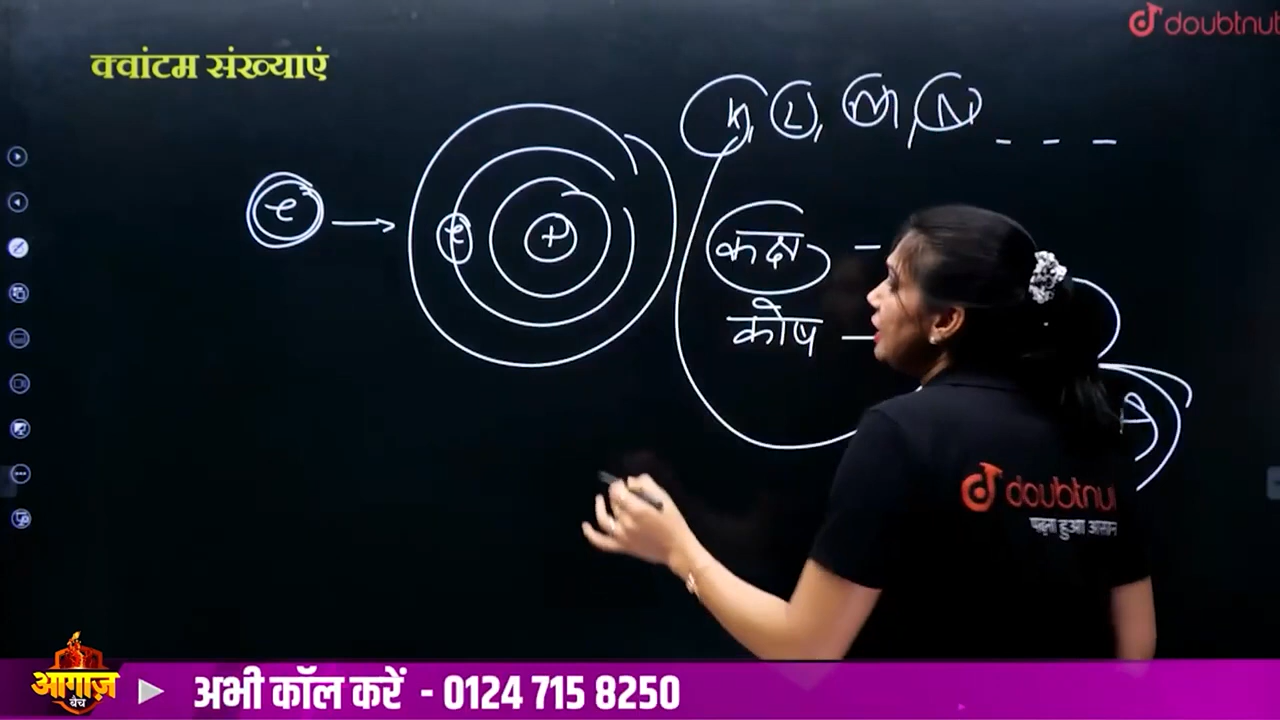 doubtnut
क्वांटम संख्याएं
K, L, M, N - - -
e → e +
कक्ष -
कोष -
doubtnut
पढ़ना हुआ आसान
आगाज़
बैच
अभी कॉल करें - 0124 715 8250